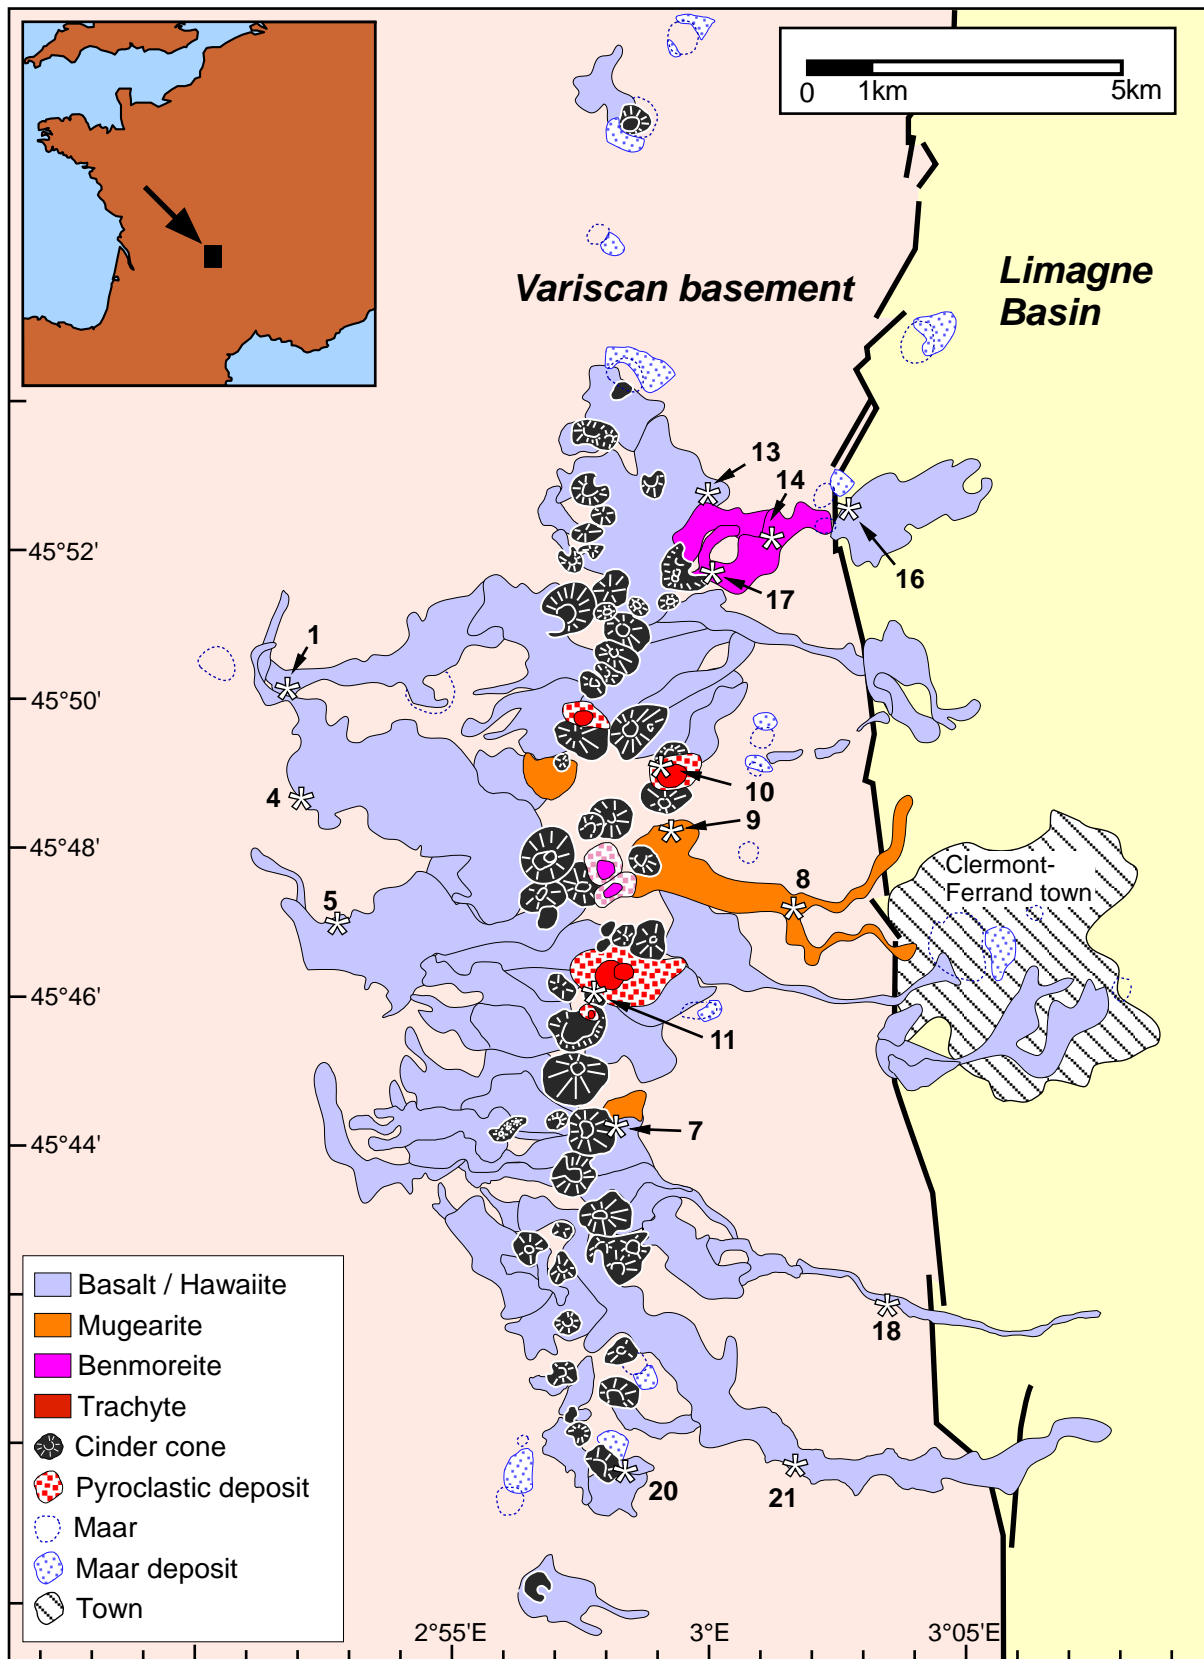 0 1km 5km
Variscan basement
Limagne
Basin
13
14
45°52'
16
17
1
45°50'
4
10
9
45°48'
8
Clermont-
Ferrand town
5
45°46'
11
7
45°44'
18
20
21
Basalt / Hawaiite
Mugearite
Benmoreite
Trachyte
Cinder cone
Pyroclastic deposit
Maar
Maar deposit
Town
2°55'E 3°E 3°05'E